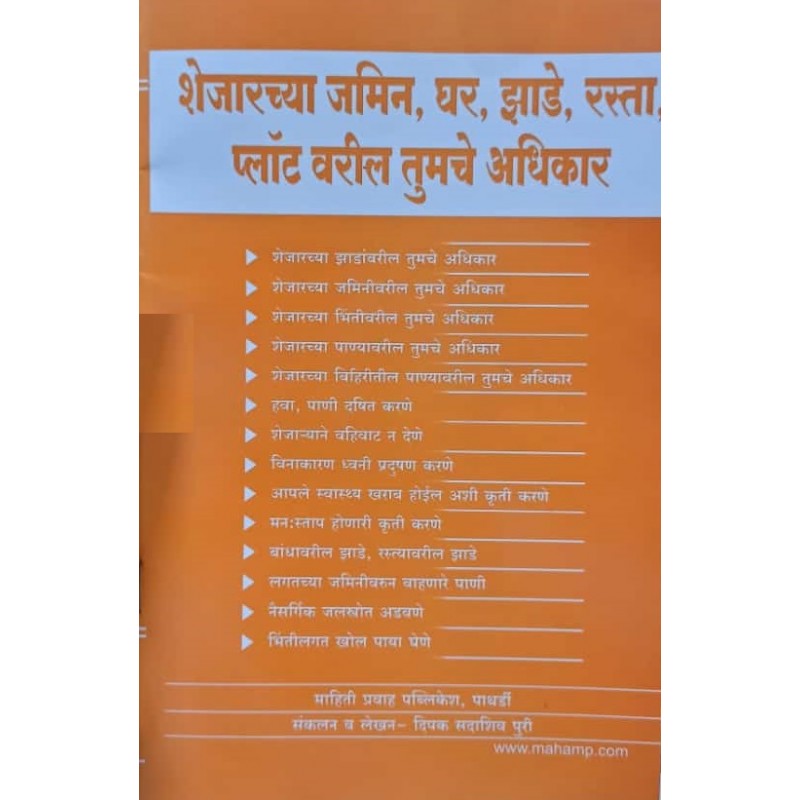 शेजारच्या जमिन, घर, झाडे, रस्ता,
प्लॉट वरील तुमचे अधिकार
शेजारच्या झाडांवरील तुमचे अधिकार
शेजारच्या जमिनीवरील तुमचे अधिकार
शेजारच्या भिंतीवरील तुमचे अधिकार
शेजारच्या पाण्यावरील तुमचे अधिकार
शेजारच्या विहिरीतील पाण्यावरील तुमचे अधिकार
हवा, पाणी दषित करणे
शेजाऱ्याने वहिवाट न देणे
विनाकारण ध्वनी प्रदुषण करणे
आपले स्वास्थ्य खराब होईल अशी कृती करणे
मन:स्ताप होणारी कृती करणे
बांधावरील झाडे, रस्त्यावरील झाडे
लगतच्या जमिनीवरुन वाहणारे पाणी
नैसर्गिक जलस्त्रोत अडवणे
भिंतीलगत खोल पाया घेणे
माहिती प्रवाह पब्लिकेश, पाथर्डी
संकलन व लेखन- दिपक सदाशिव पुरी
www.mahamp.com